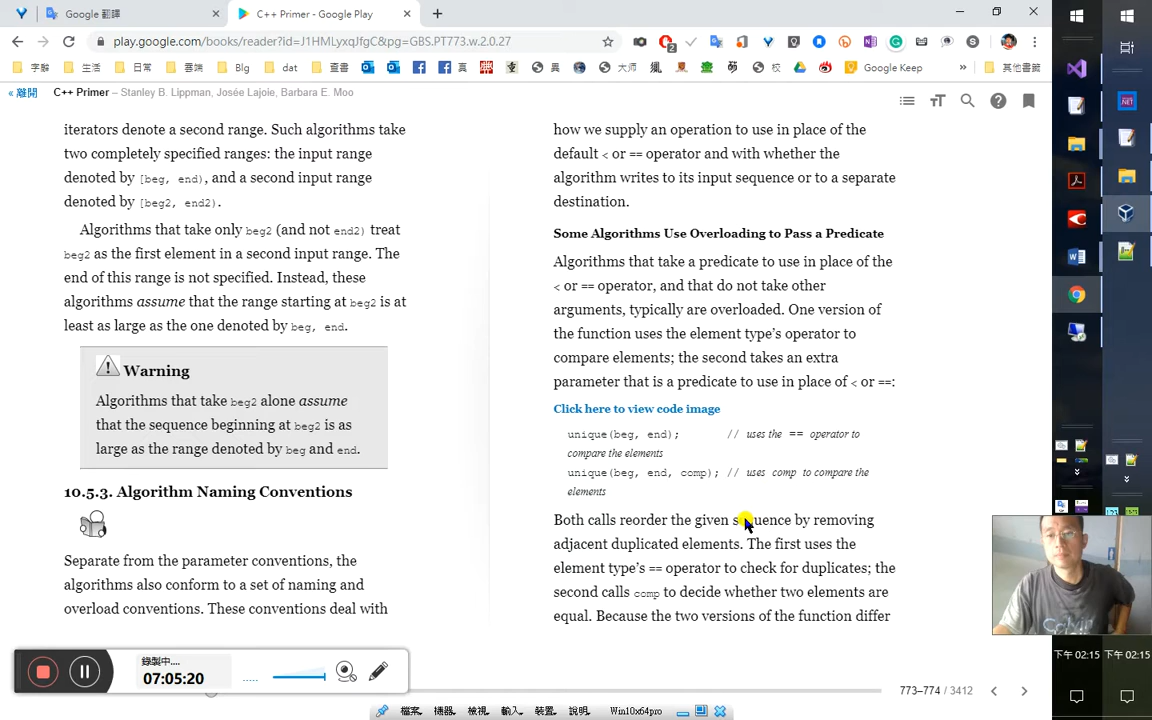 Google 翻譯
C++ Primer - Google Play
play.google.com/books/reader?id=J1HMLyxqJfgC&pg=GBS.PT773.w.2.0.27
2
字辭
生活
日常
雲端
Blg
dat
查書
真
異
大师
校
Google Keep
»
其他書籤
« 離開
C++ Primer – Stanley B. Lippman, Josée Lajoie, Barbara E. Moo
iterators denote a second range. Such algorithms take
two completely specified ranges: the input range
denoted by [beg, end), and a second input range
denoted by [beg2, end2).
Algorithms that take only beg2 (and not end2) treat
beg2 as the first element in a second input range. The
end of this range is not specified. Instead, these
algorithms assume that the range starting at beg2 is at
least as large as the one denoted by beg, end.
Warning
Algorithms that take beg2 alone assume
that the sequence beginning at beg2 is as
large as the range denoted by beg and end.
10.5.3. Algorithm Naming Conventions
Separate from the parameter conventions, the
algorithms also conform to a set of naming and
overload conventions. These conventions deal with
how we supply an operation to use in place of the
default < or == operator and with whether the
algorithm writes to its input sequence or to a separate
destination.
Some Algorithms Use Overloading to Pass a Predicate
Algorithms that take a predicate to use in place of the
< or == operator, and that do not take other
arguments, typically are overloaded. One version of
the function uses the element type’s operator to
compare elements; the second takes an extra
parameter that is a predicate to use in place of < or ==:
Click here to view code image
unique(beg, end); // uses the == operator to
compare the elements
unique(beg, end, comp); // uses comp to compare the
elements
Both calls reorder the given sequence by removing
adjacent duplicated elements. The first uses the
element type’s == operator to check for duplicates; the
second calls comp to decide whether two elements are
equal. Because the two versions of the function differ
錄製中....
07:05:20
773–774 / 3412
檔案
機器
檢視
輸入
裝置
說明
Win10x64pro
下午 02:15
下午 02:15